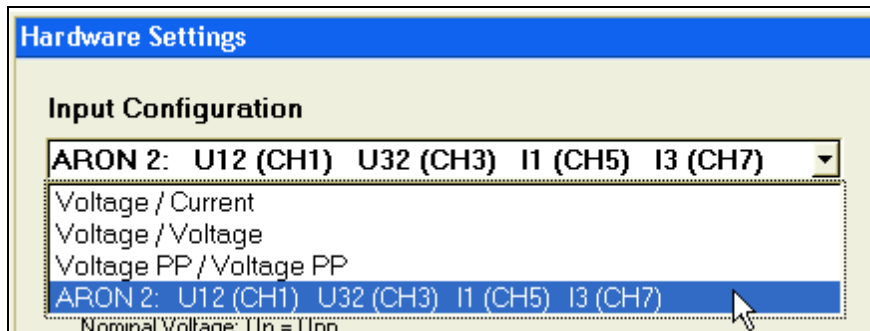 Hardware Settings
Input Configuration
ARON 2: U12 (CH1) U32 (CH3) I1 (CH5) I3 (CH7)
Voltage / Current
Voltage / Voltage
Voltage PP / Voltage PP
ARON 2: U12 (CH1) U32 (CH3) I1 (CH5) I3 (CH7)
Nominal Voltage: Un = Upp